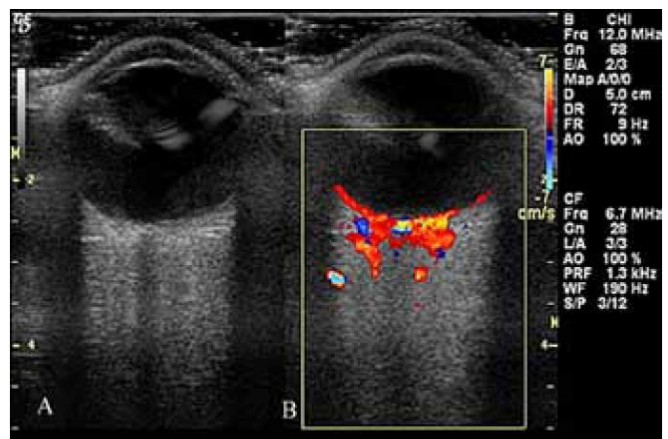 B CHI
Frq 12.0 MHz
Gn 68
E/A 2/3
Map A/0/0
D 5.0 cm
DR 72
FR 9 Hz
AO 100 %
7
2
-7
cm/s
CF
Frq 6.7 MHz
Gn 28
L/A 3/3
AO 100 %
PRF 1.3 kHz
WF 190 Hz
S/P 3/12
4
4
A
B